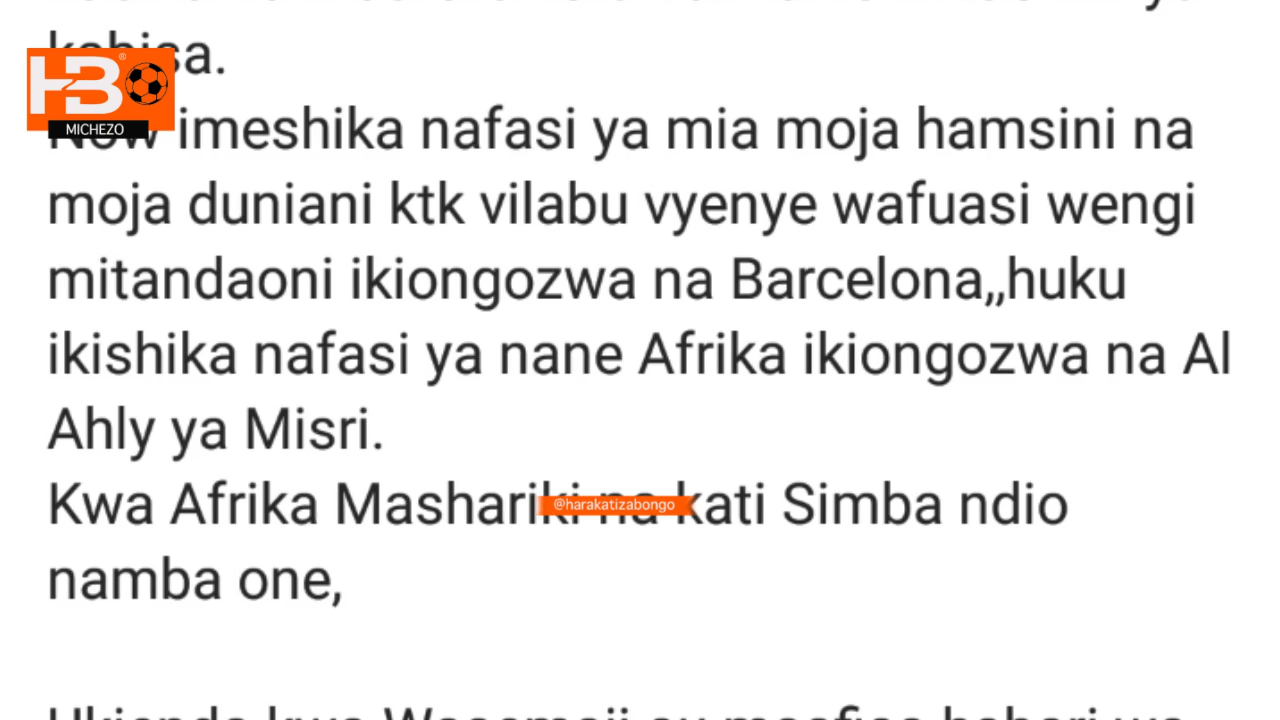 kabisa.
HBO
MICHEZO
Now imeshika nafasi ya mia moja hamsini na
moja duniani ktk vilabu vyenye wafuasi wengi
mitandaoni ikiongozwa na Barcelona,,huku
ikishika nafasi ya nane Afrika ikiongozwa na Al
Ahly ya Misri.
Kwa Afrika Mashariki na kati Simba ndio
@harakatizabongo
namba one,